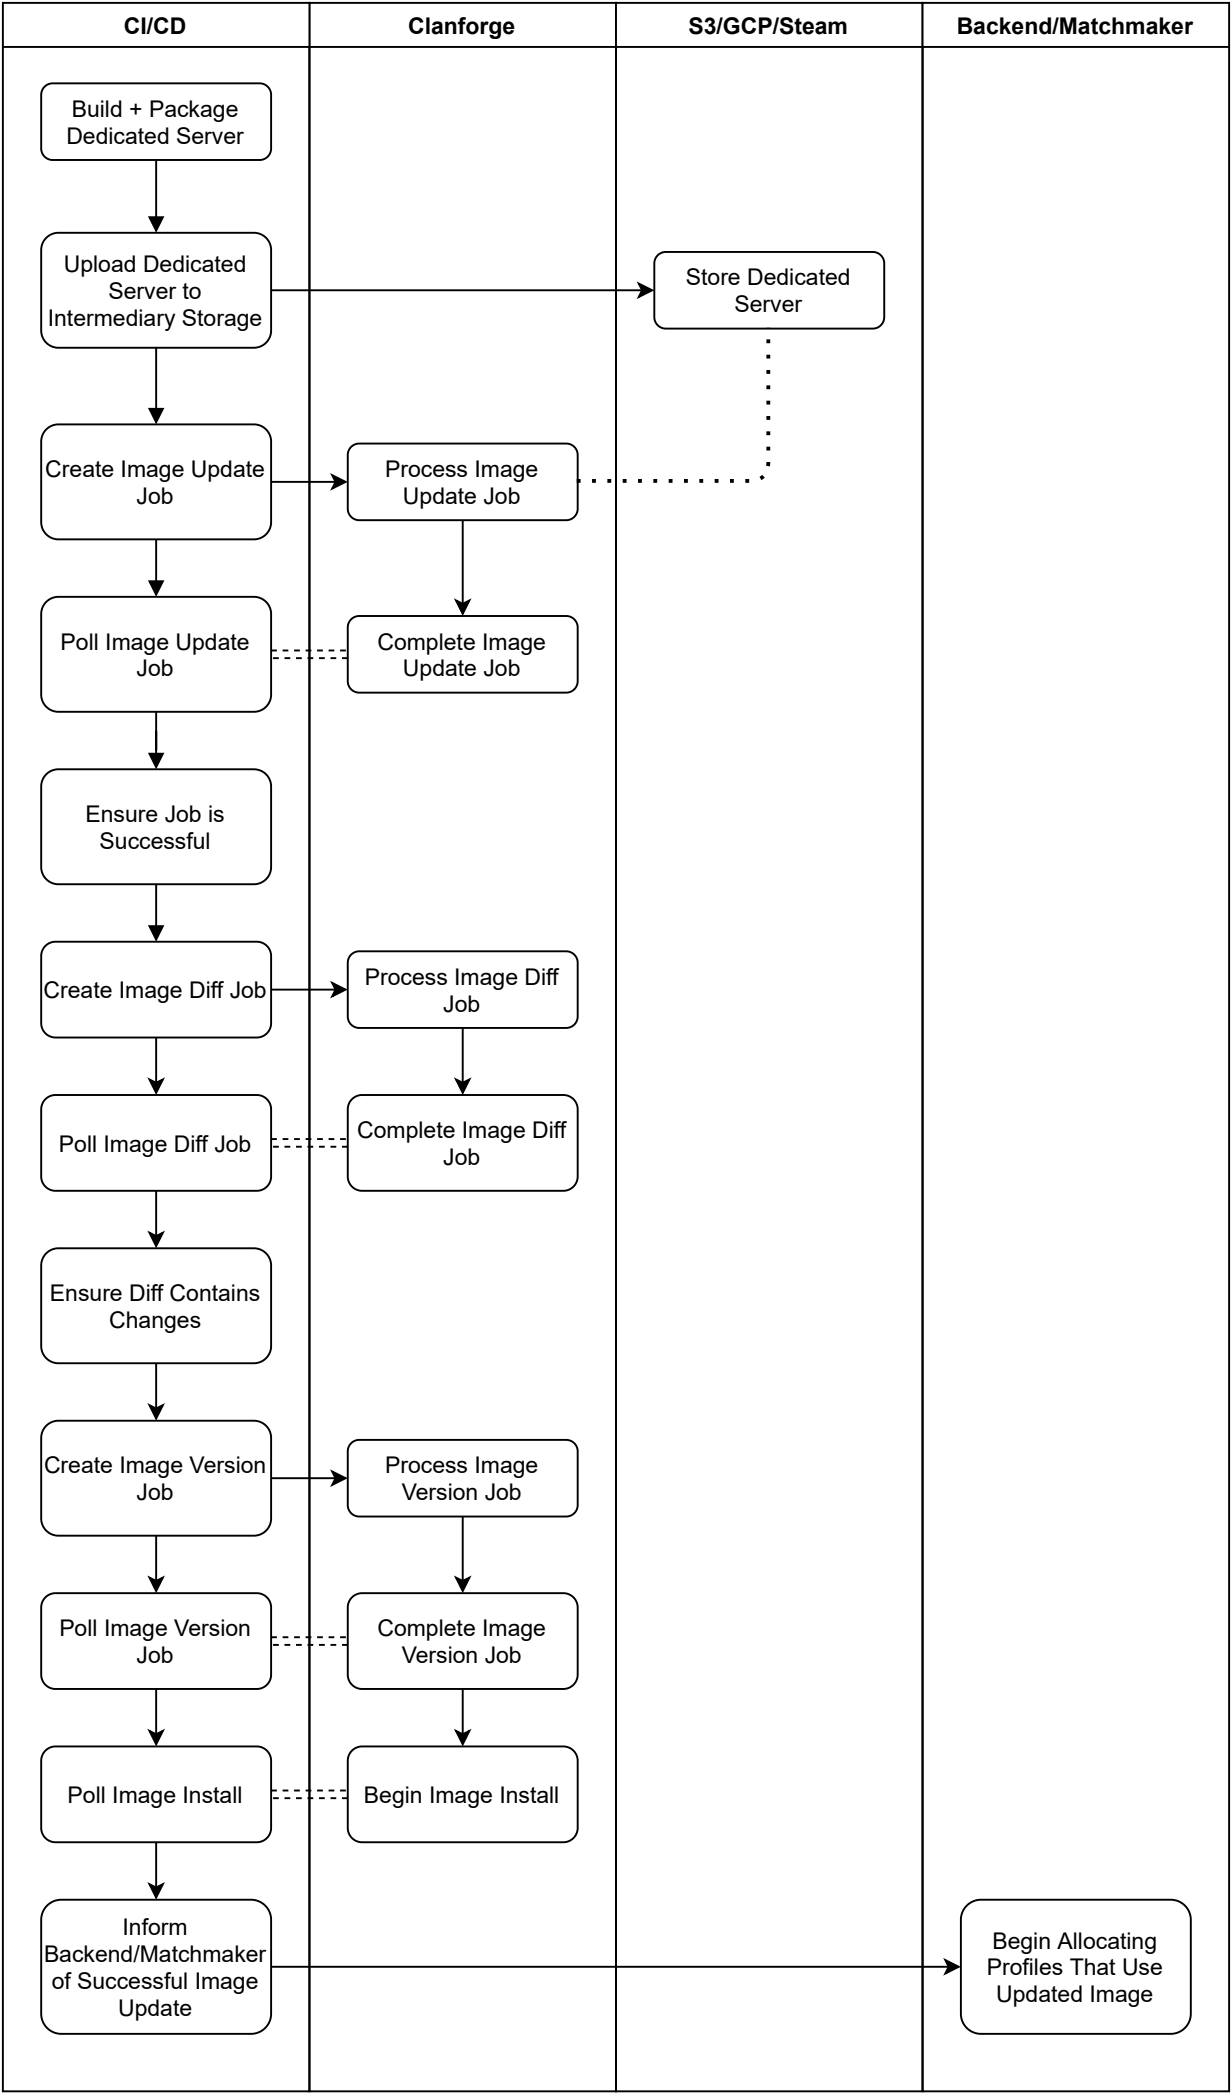 CI/CD
Clanforge
S3/GCP/Steam
Backend/Matchmaker
Build + Package
Dedicated Server
Upload Dedicated
Server to
Intermediary Storage
Store Dedicated
Server
Create Image Update
Job
Process Image
Update Job
Poll Image Update
Job
Complete Image
Update Job
Ensure Job is
Successful
Create Image Diff Job
Process Image Diff
Job
Poll Image Diff Job
Complete Image Diff
Job
Ensure Diff Contains
Changes
Create Image Version
Job
Process Image
Version Job
Poll Image Version
Job
Complete Image
Version Job
Poll Image Install
Begin Image Install
Inform
Backend/Matchmaker
of Successful Image
Update
Begin Allocating
Profiles That Use
Updated Image